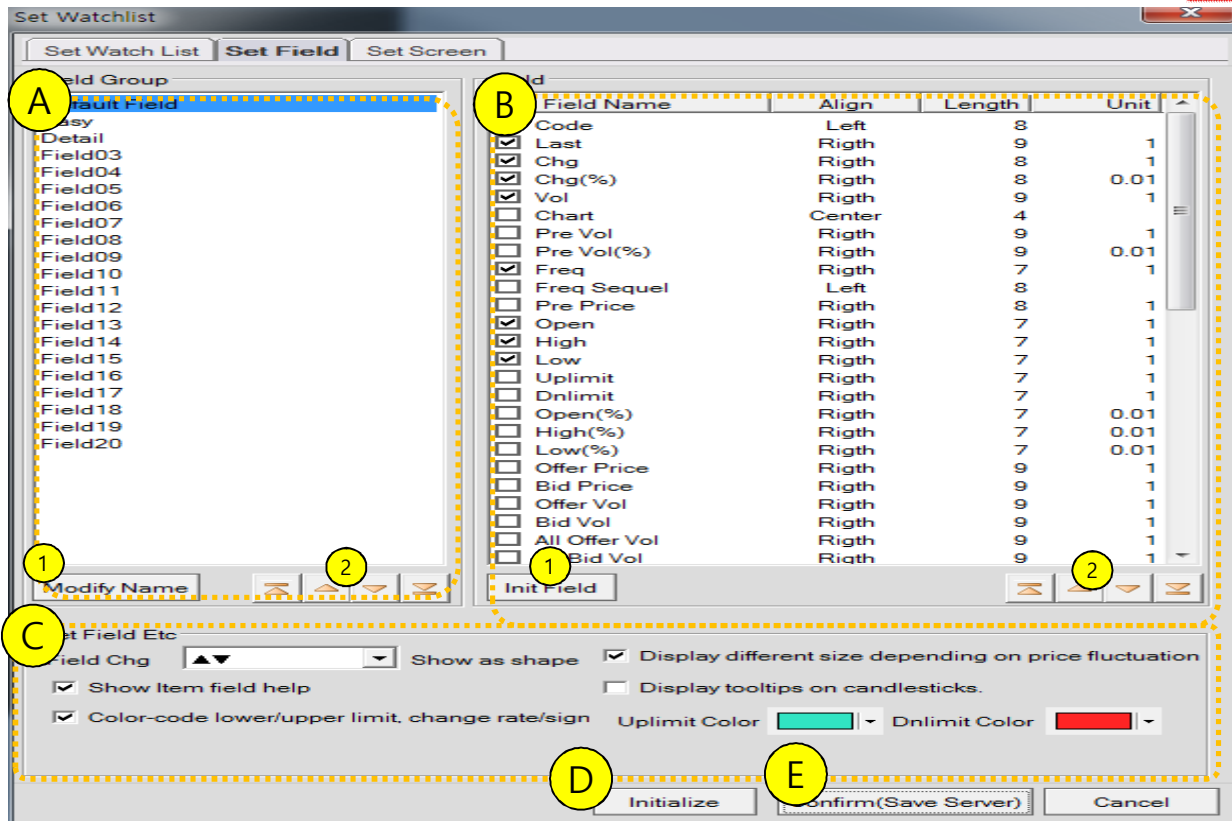 Set Watchlist
Set Watch List Set Field Set Screen
A eld Group
B ld
fault Field
asy
Detail
Field03
Field04
Field05
Field06
Field07
Field08
Field09
Field10
Field11
Field12
Field13
Field14
Field15
Field16
Field17
Field18
Field19
Field20
1 2
Modify Name
Field Name Align Length Unit
Code Left 8
Last Rigth 9 1
Chg Rigth 8 1
Chg(%) Rigth 8 0.01
Vol Rigth 9 1
Chart Center 4
Pre Vol Rigth 9 1
Pre Vol(%) Rigth 9 0.01
Freq Rigth 7 1
Freq Sequel Left 8
Pre Price Rigth 8 1
Open Rigth 7 1
High Rigth 7 1
Low Rigth 7 1
Uplimit Rigth 7 1
Dnlimit Rigth 7 1
Open(%) Rigth 7 0.01
High(%) Rigth 7 0.01
Low(%) Rigth 7 0.01
Offer Price Rigth 9 1
Bid Price Rigth 9 1
Offer Vol Rigth 9 1
Bid Vol Rigth 9 1
All Offer Vol Rigth 9 1
Bid Vol Rigth 9 1
1 2
Init Field
C et Field Etc
Field Chg ▲▼ Show as shape Display different size depending on price fluctuation
Show Item field help Display tooltips on candlesticks.
Color-code lower/upper limit, change rate/sign Uplimit Color Dnlimit Color
D E
Initialize onfirm(Save Server) Cancel